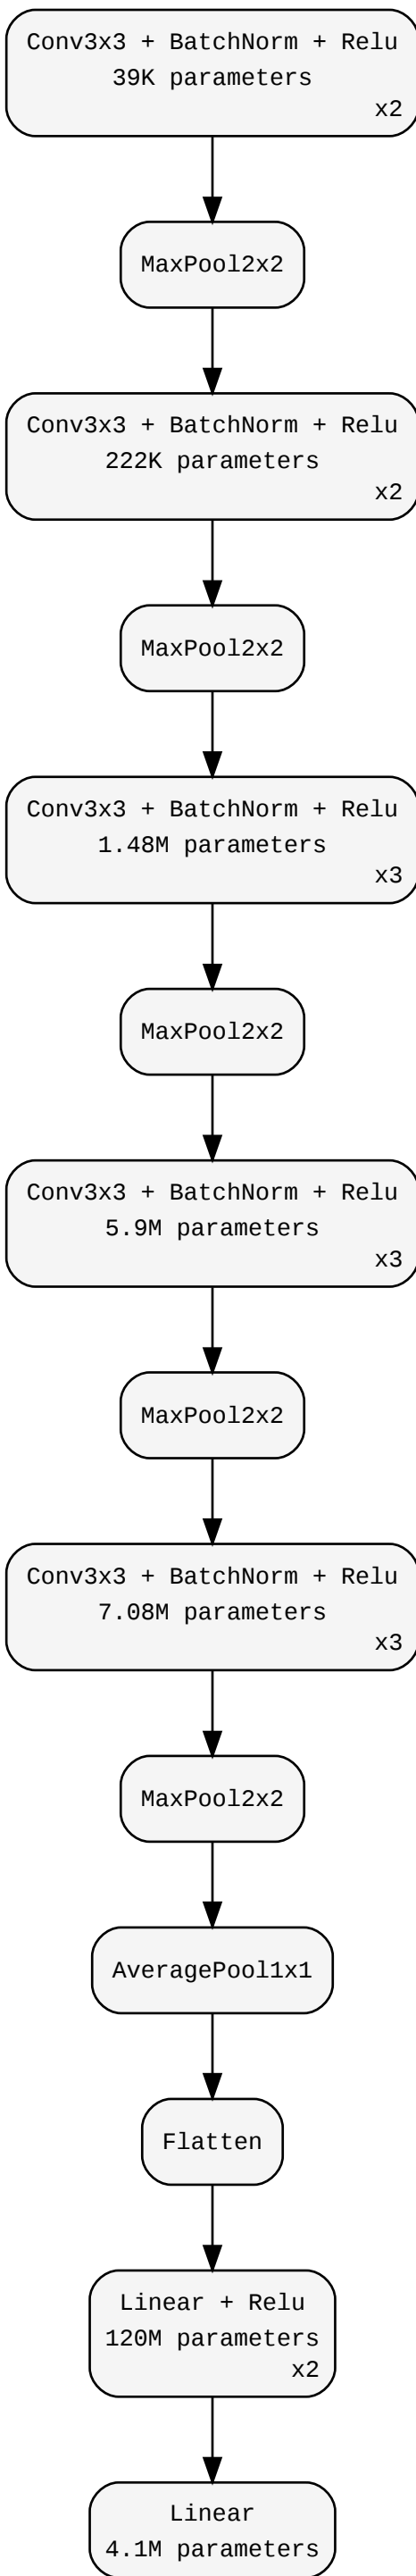 Conv3x3 + BatchNorm + Relu
39K parameters
x2
MaxPool2x2
Conv3x3 + BatchNorm + Relu
222K parameters
x2
MaxPool2x2
Conv3x3 + BatchNorm + Relu
1.48M parameters
x3
MaxPool2x2
Conv3x3 + BatchNorm + Relu
5.9M parameters
x3
MaxPool2x2
Conv3x3 + BatchNorm + Relu
7.08M parameters
x3
MaxPool2x2
AveragePool1x1
Flatten
Linear + Relu
120M parameters
x2
Linear
4.1M parameters